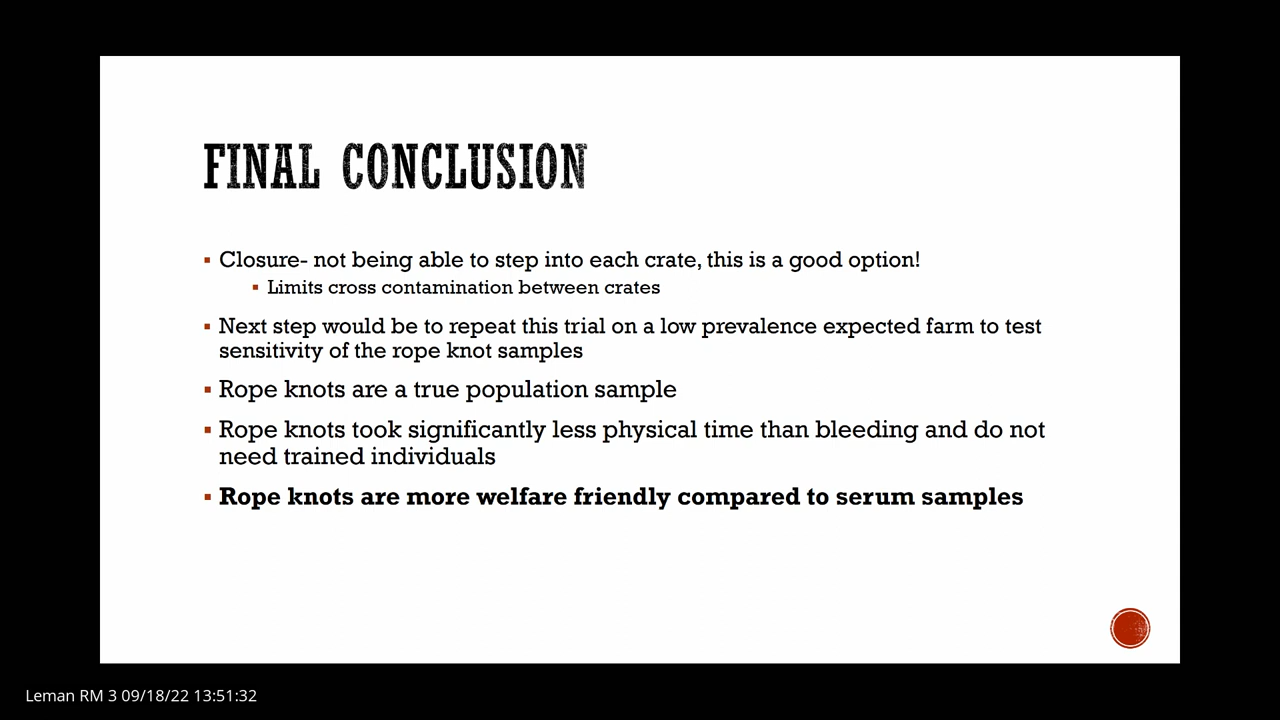 FINAL CONCLUSION
▪ Closure- not being able to step into each crate, this is a good option!
▪ Limits cross contamination between crates
▪ Next step would be to repeat this trial on a low prevalence expected farm to test
sensitivity of the rope knot samples
▪ Rope knots are a true population sample
▪ Rope knots took significantly less physical time than bleeding and do not
need trained individuals
▪ Rope knots are more welfare friendly compared to serum samples
Leman RM 3 09/18/22 13:51:32